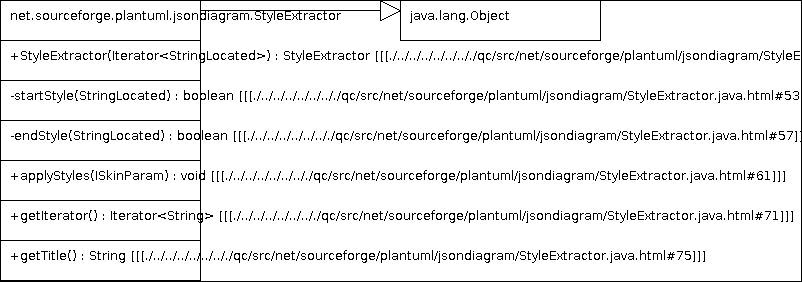 net.sourceforge.plantuml.jsondiagram.StyleExtractor
java.lang.Object
+StyleExtractor(Iterator<StringLocated>) : StyleExtractor [[[./../../../../../../../qc/src/net/sourceforge/plantuml/jsondiagram/StyleE
-startStyle(StringLocated) : boolean [[[./../../../../../../../qc/src/net/sourceforge/plantuml/jsondiagram/StyleExtractor.java.html#53
-endStyle(StringLocated) : boolean [[[./../../../../../../../qc/src/net/sourceforge/plantuml/jsondiagram/StyleExtractor.java.html#57]]]
+applyStyles(ISkinParam) : void [[[./../../../../../../../qc/src/net/sourceforge/plantuml/jsondiagram/StyleExtractor.java.html#61]]]
+getIterator() : Iterator<String> [[[./../../../../../../../qc/src/net/sourceforge/plantuml/jsondiagram/StyleExtractor.java.html#71]]]
+getTitle() : String [[[./../../../../../../../qc/src/net/sourceforge/plantuml/jsondiagram/StyleExtractor.java.html#75]]]